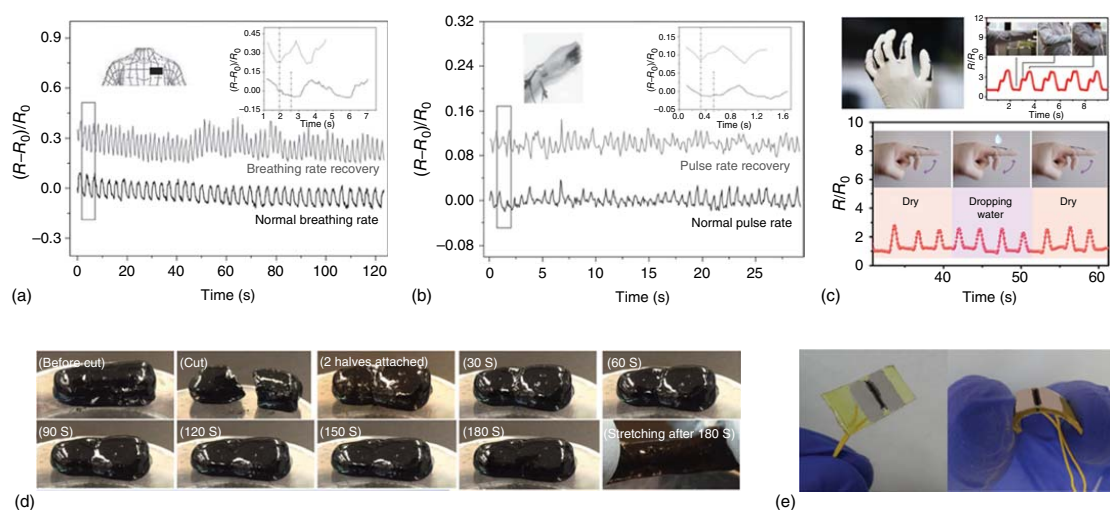 0.9
0.6
0.3
0.0
–0.3
(R–R0)/R0
0.40
0.30
0.15
0.00
–0.15
(R–R0)/R0
1 2 3 4 5 6 7
Time (s)
Breathing rate recovery
Normal breathing rate
0 20 40 60 80 100 120
Time (s)
(a)
0.32
0.24
0.16
0.08
0.00
–0.08
(R–R0)/R0
0.15
0.10
0.05
0.00
–0.05
(R–R0)/R0
0.0 0.4 0.8 1.2 1.6
Time (s)
Pulse rate recovery
Normal pulse rate
0 5 10 15 20 25
Time (s)
(b)
12
9
6
3
0
R/R0
2 4 6 8
Time (s)
10
8
6
4
2
0
R/R0
Dry
Dropping
water
Dry
40 50 60
Time (s)
(c)
(Before cut)
(Cut)
(2 halves attached)
(30 S)
(60 S)
(90 S)
(120 S)
(150 S)
(180 S)
(Stretching after 180 S)
(d)
(e)